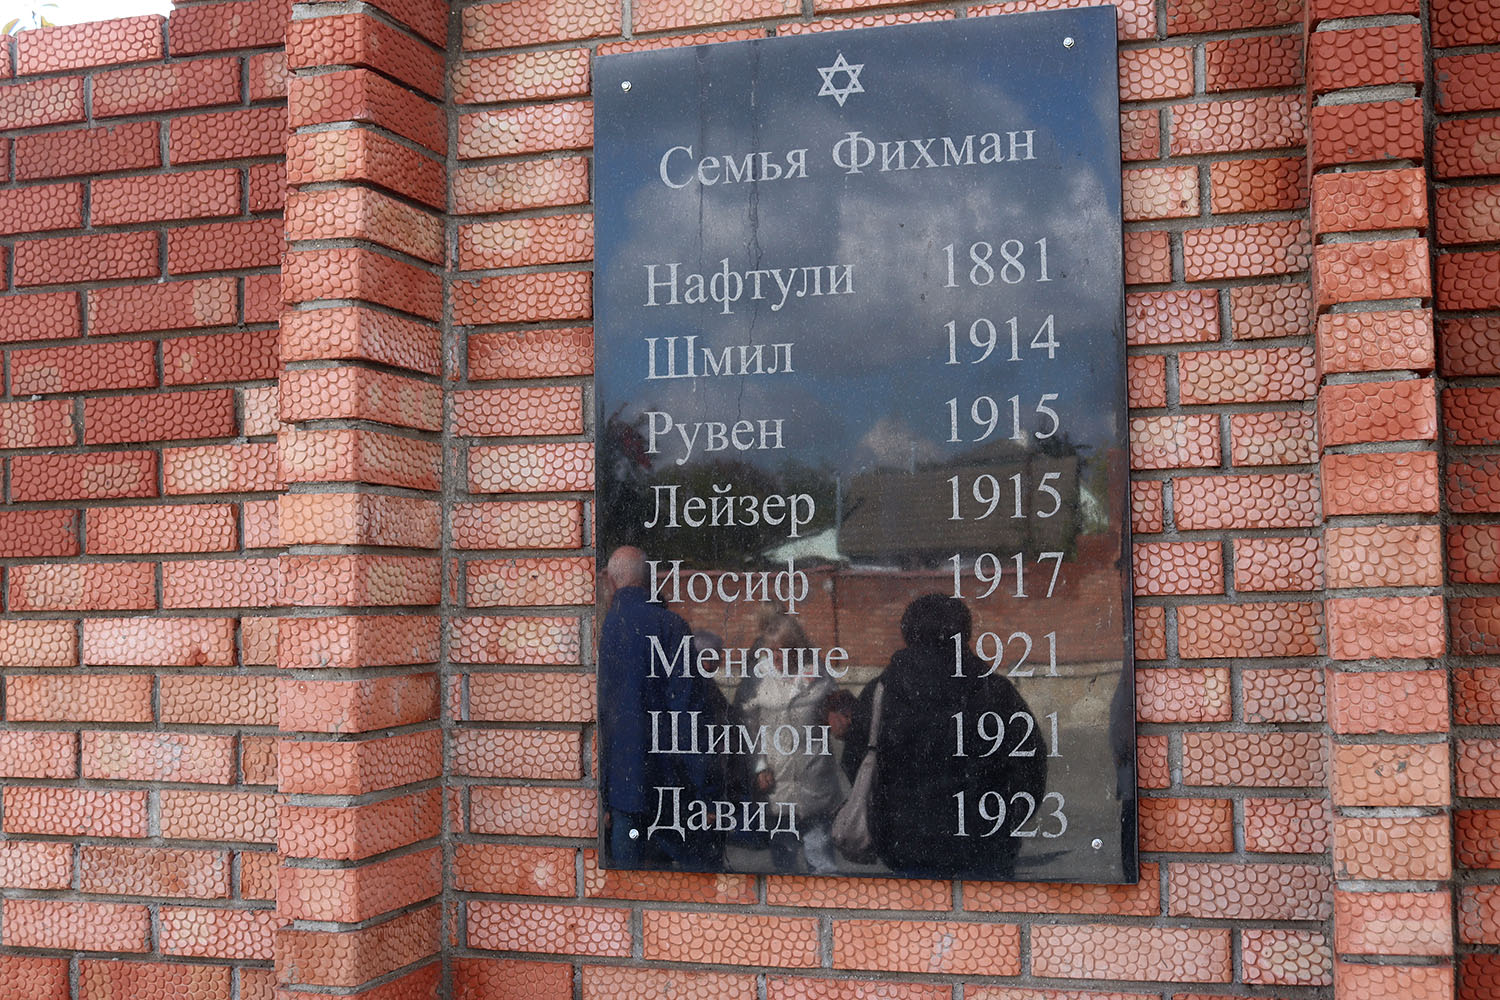 Семья Фихман
Нафтули 1881
Шмил 1914
Рувен 1915
Лейзер 1915
Иосиф 1917
Менаше 1921
Шимон 1921
Давид 1923